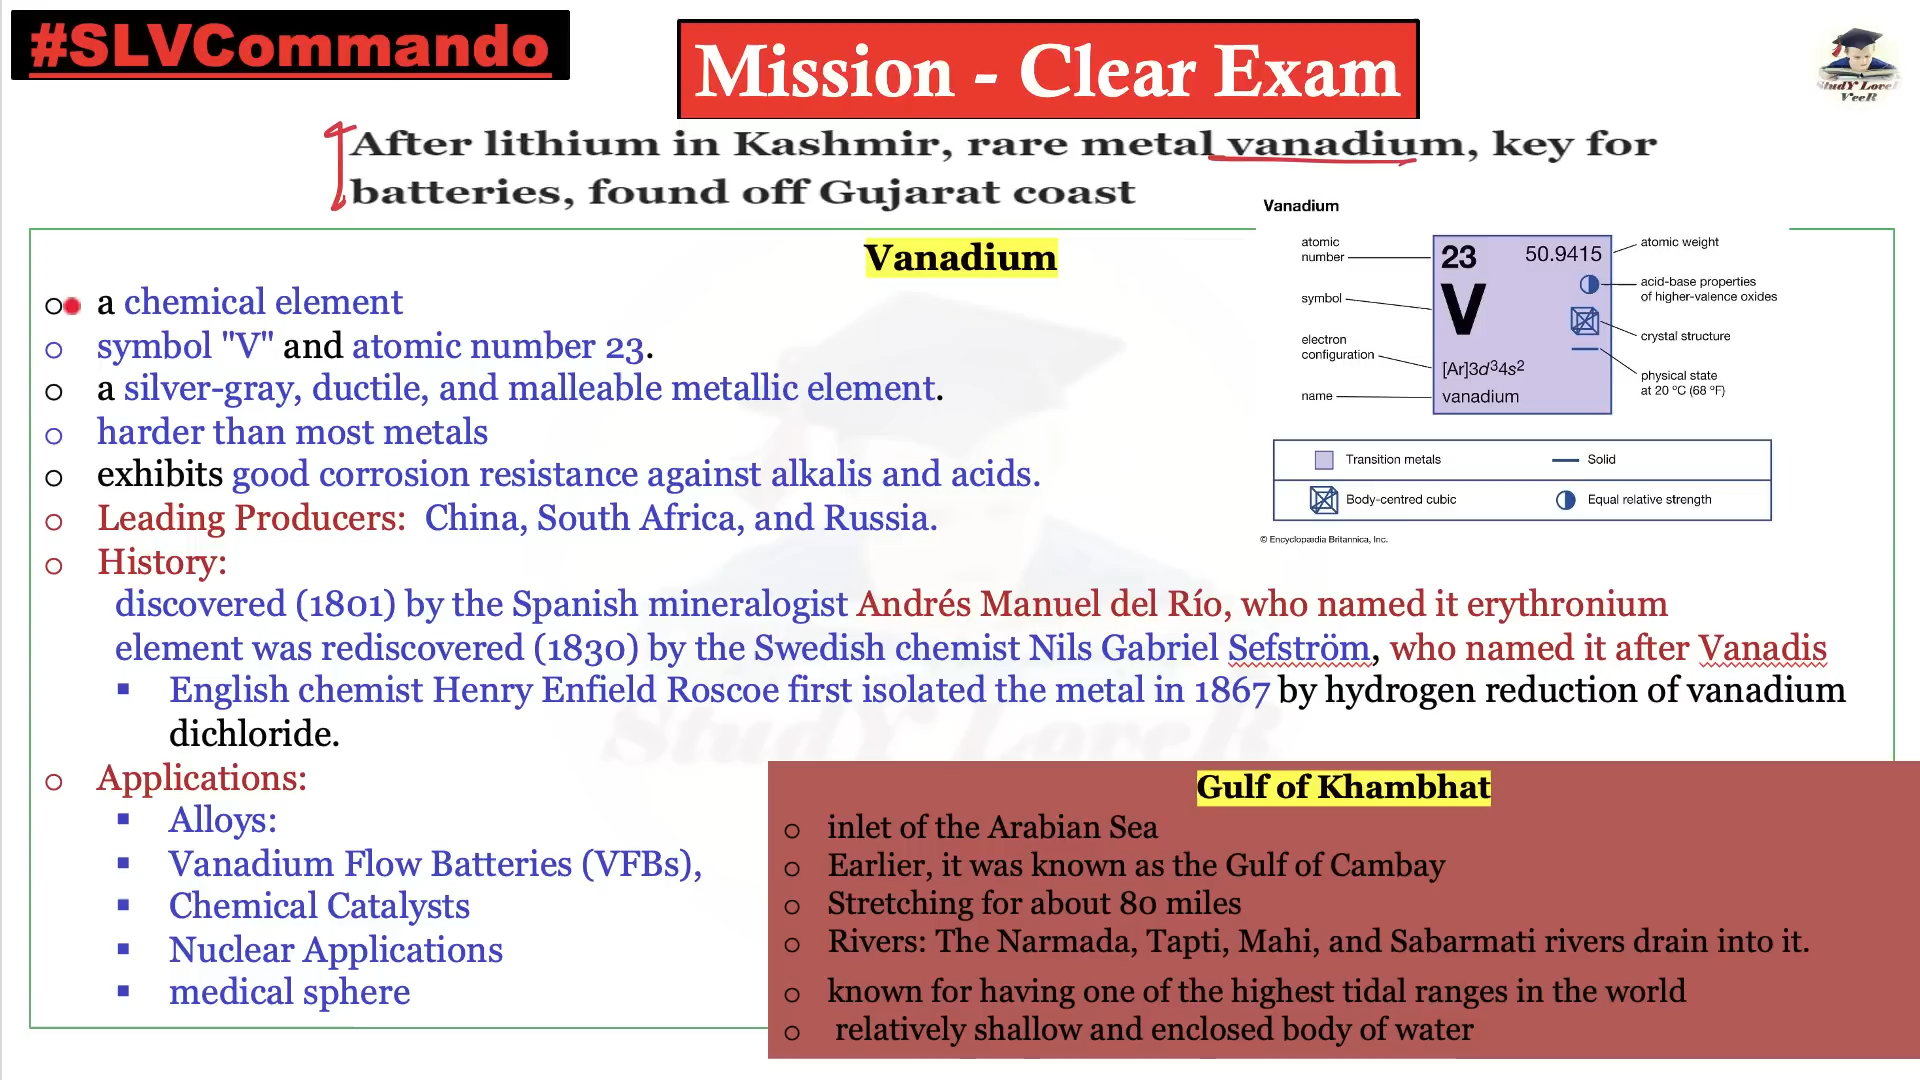 #SLVCommando
Mission - Clear Exam
StudY LoveR
VeeR
After lithium in Kashmir, rare metal vanadium, key for
batteries, found off Gujarat coast
Vanadium
a chemical element
symbol "V" and atomic number 23.
a silver-gray, ductile, and malleable metallic element.
harder than most metals
exhibits good corrosion resistance against alkalis and acids.
Leading Producers: China, South Africa, and Russia.
History:
discovered (1801) by the Spanish mineralogist Andrés Manuel del Río, who named it erythronium
element was rediscovered (1830) by the Swedish chemist Nils Gabriel Sefström, who named it after Vanadis
English chemist Henry Enfield Roscoe first isolated the metal in 1867 by hydrogen reduction of vanadium
dichloride.
Applications:
Alloys:
Vanadium Flow Batteries (VFBs),
Chemical Catalysts
Nuclear Applications
medical sphere
Vanadium
atomic
number
symbol
electron
configuration
name
23 50.9415
V
[Ar]3d³4s²
vanadium
atomic weight
acid-base properties
of higher-valence oxides
crystal structure
physical state
at 20 °C (68 °F)
Transition metals
Solid
Body-centred cubic
Equal relative strength
© Encyclopædia Britannica, Inc.
StudY LoveR
Gulf of Khambhat
inlet of the Arabian Sea
Earlier, it was known as the Gulf of Cambay
Stretching for about 80 miles
Rivers: The Narmada, Tapti, Mahi, and Sabarmati rivers drain into it.
known for having one of the highest tidal ranges in the world
relatively shallow and enclosed body of water